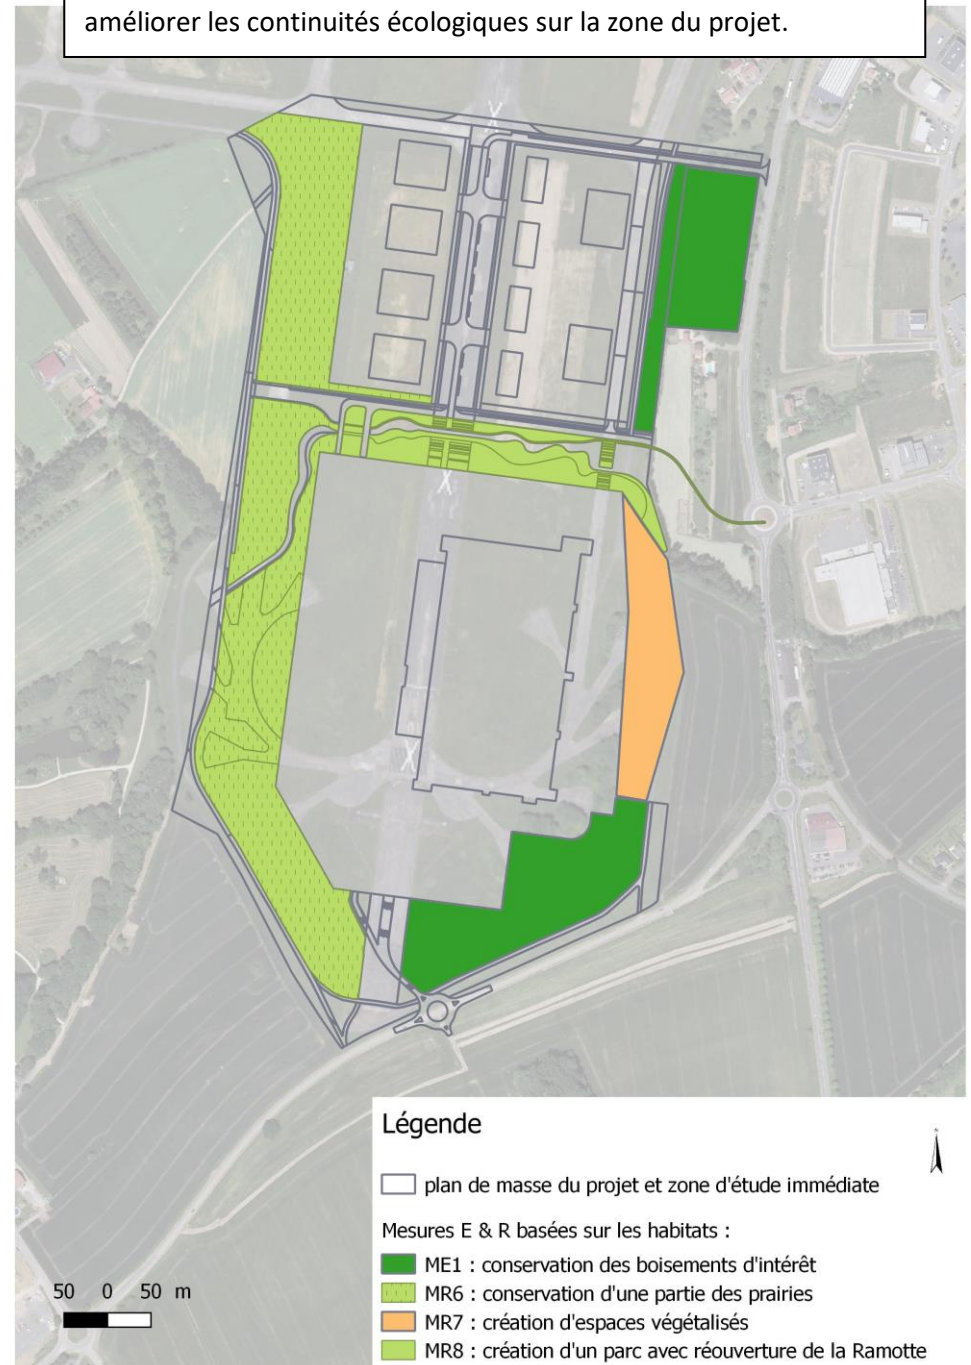 améliorer les continuités écologiques sur la zone du projet.
Légende
plan de masse du projet et zone d'étude immédiate
Mesures E & R basées sur les habitats :
ME1 : conservation des boisements d'intérêt
MR6 : conservation d'une partie des prairies
MR7 : création d'espaces végétalisés
MR8 : création d'un parc avec réouverture de la Ramotte
50 0 50 m